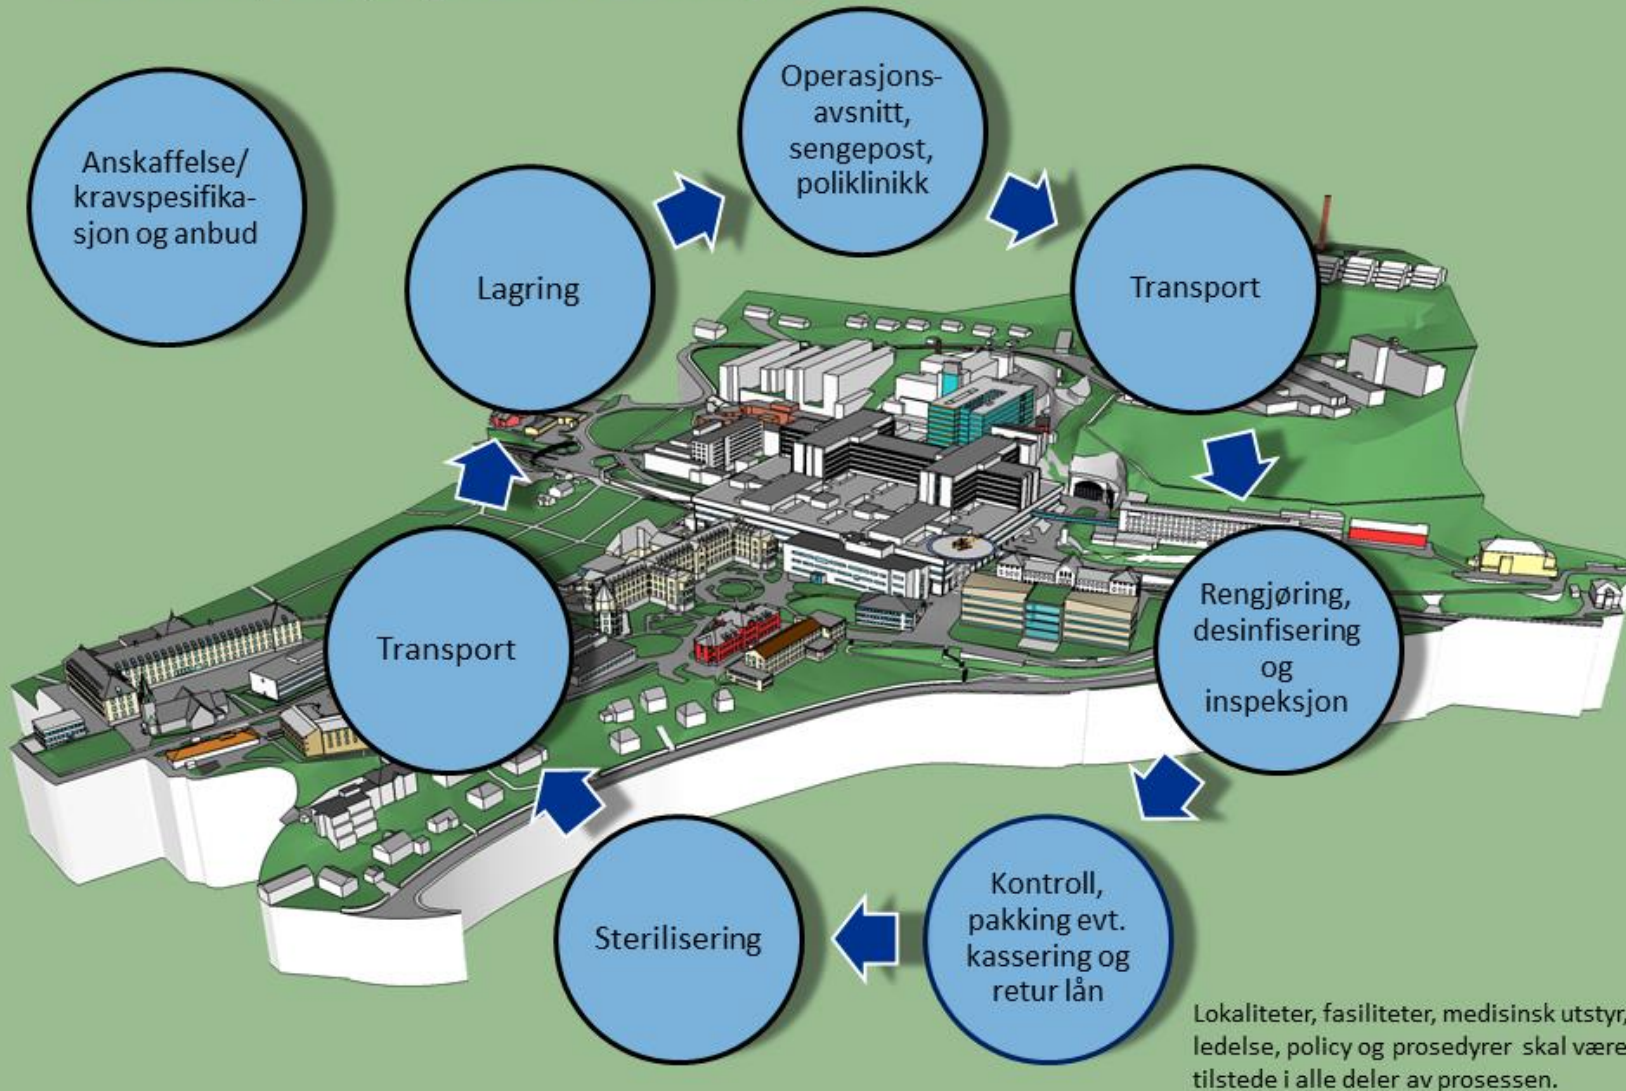 Anskaffelse/
kravspesifika-
sjon og anbud
Operasjons-
avsnitt,
sengepost,
poliklinikk
Lagring
Transport
Transport
Rengjøring,
desinfisering
og
inspeksjon
Sterilisering
Kontroll,
pakking evt.
kassering og
retur lån
Lokaliteter, fasiliteter, medisinsk utstyr,
ledelse, policy og prosedyrer skal være
tilstede i alle deler av prosessen.